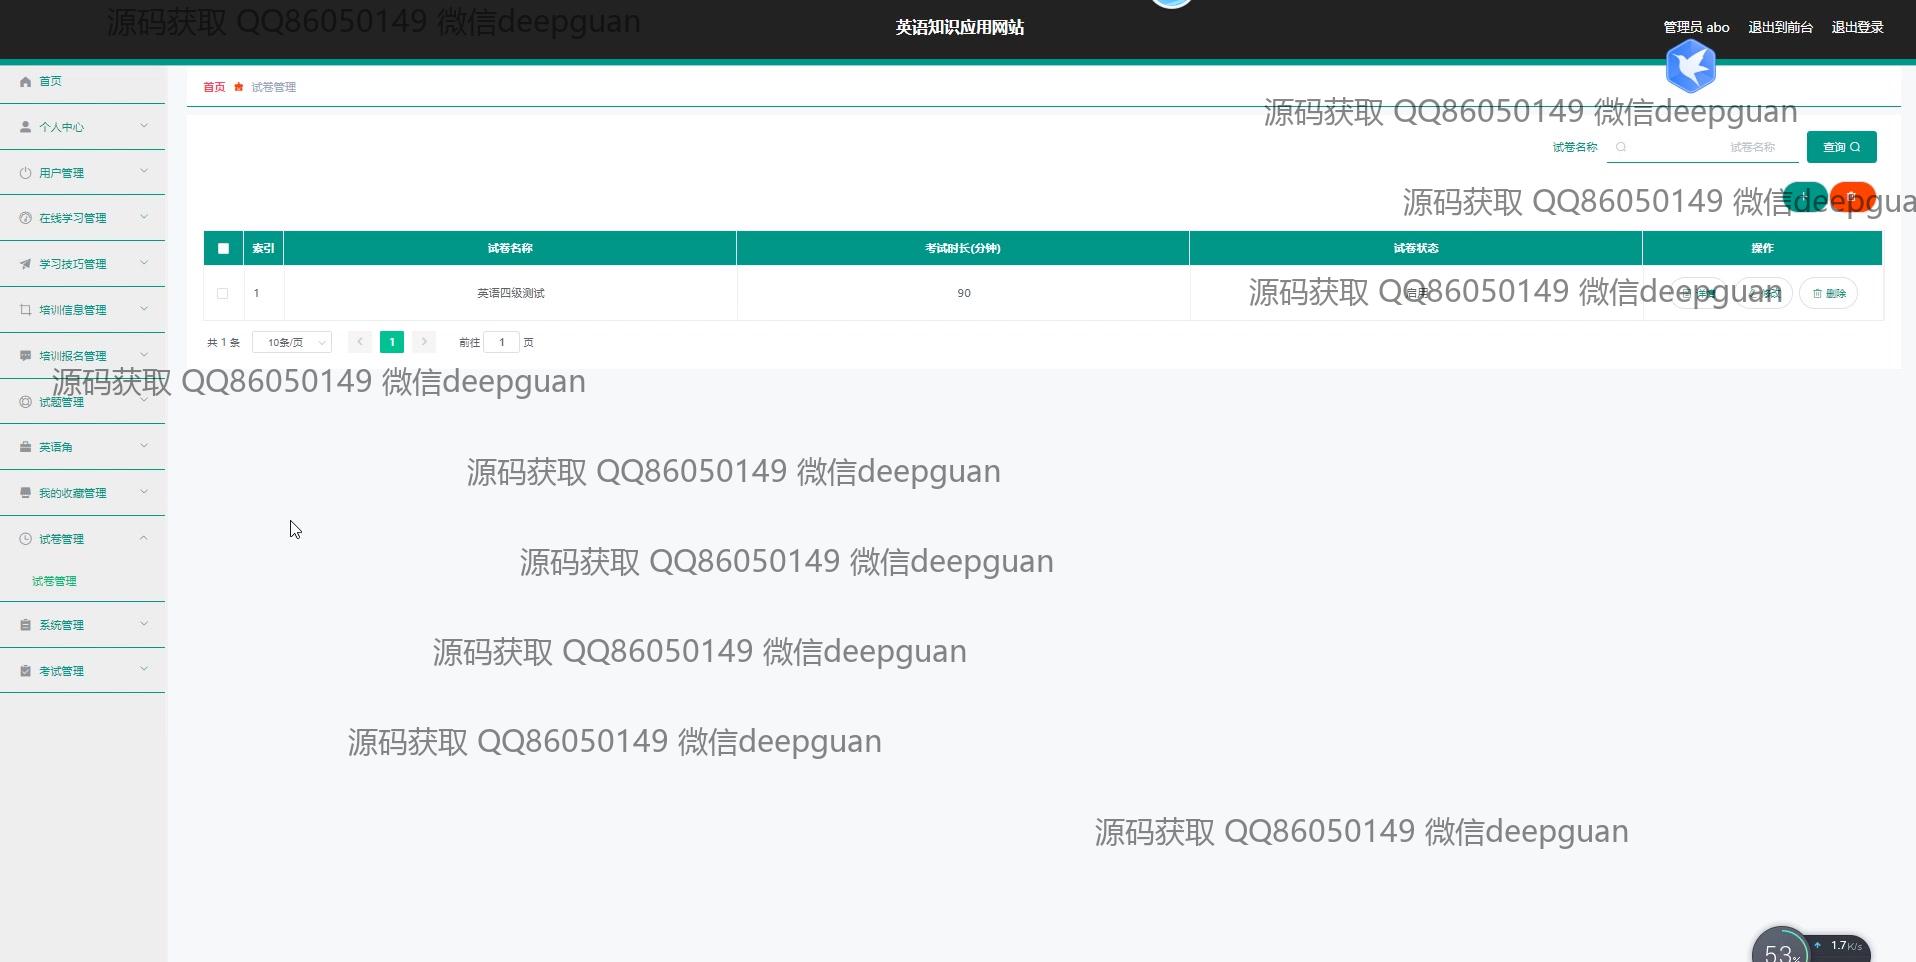 源码获取 QQ86050149 微信deepguan
英语知识应用网站
管理员 abo 退出到前台 退出登录
首页
个人中心
用户管理
在线学习管理
学习技巧管理
培训信息管理
培训报名管理
试题管理
英语角
我的收藏管理
试卷管理
试卷管理
系统管理
考试管理
首页 试卷管理
源码获取 QQ86050149 微信deepguan
试卷名称 试卷名称 查询
源码获取 QQ86050149 微信deepgua
索引 试卷名称 考试时长(分钟) 试卷状态 操作
1 英语四级测试 90 启用 详情 修改 删除
源码获取 QQ86050149 微信deepguan
共 1 条 10条/页 1 前往 1 页
源码获取 QQ86050149 微信deepguan
源码获取 QQ86050149 微信deepguan
源码获取 QQ86050149 微信deepguan
源码获取 QQ86050149 微信deepguan
源码获取 QQ86050149 微信deepguan
源码获取 QQ86050149 微信deepguan
53% 1.7K/s